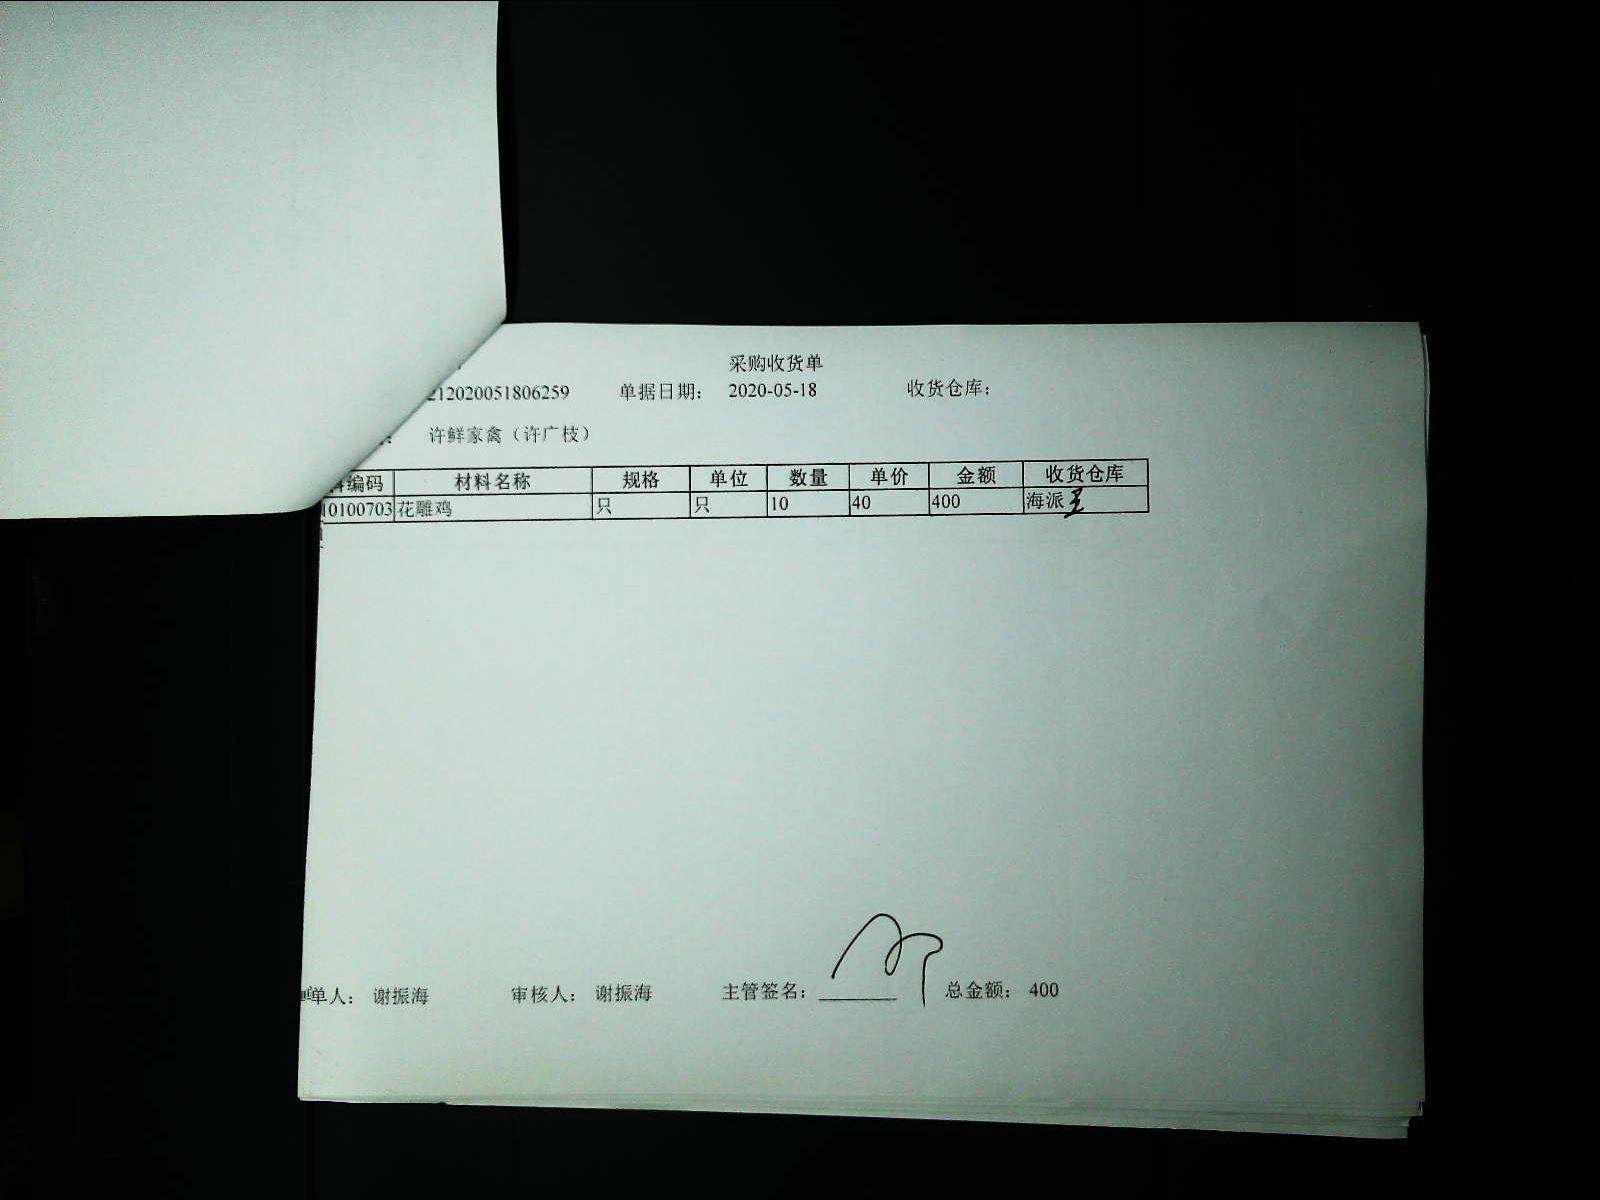 采购收货单
212020051806259 单据日期: 2020-05-18 收货仓库:
许鲜家禽(许广枝)
料编码 材料名称 规格 单位 数量 单价 金额 收货仓库
10100703 花雕鸡 只 只 10 40 400 海派
单人: 谢振海 审核人: 谢振海 主管签名: 总金额: 400